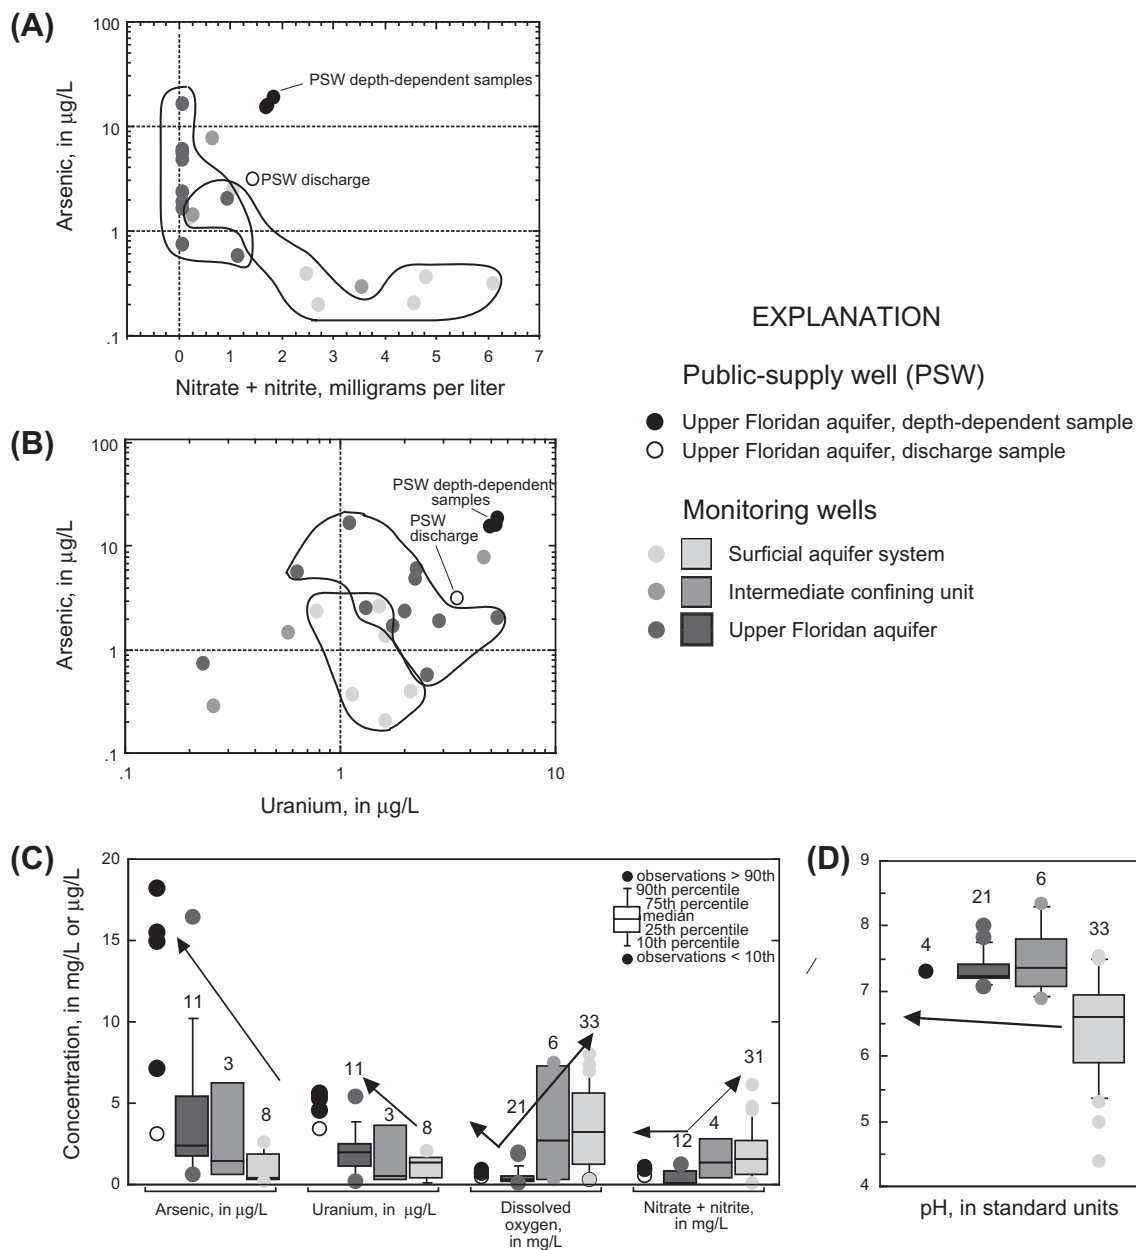 (A)
100
10
1
.1
Arsenic, in μg/L
PSW depth-dependent samples
PSW discharge
0 1 2 3 4 5 6 7
Nitrate + nitrite, milligrams per liter
EXPLANATION
Public-supply well (PSW)
Upper Floridan aquifer, depth-dependent sample
Upper Floridan aquifer, discharge sample
Monitoring wells
Surficial aquifer system
Intermediate confining unit
Upper Floridan aquifer
(B)
100
10
1
.1
Arsenic, in μg/L
PSW depth-dependent
samples
PSW
discharge
.1 1 10
Uranium, in μg/L
(C)
20
15
10
5
0
Concentration, in mg/L or μg/L
observations > 90th
90th percentile
75th percentile
median
25th percentile
10th percentile
observations < 10th
11
3
8
11
3
8
21
6
33
12
4
31
Arsenic, in μg/L
Uranium, in μg/L
Dissolved
oxygen,
in mg/L
Nitrate + nitrite,
in mg/L
(D)
9
8
7
6
5
4
4
21
6
33
pH, in standard units